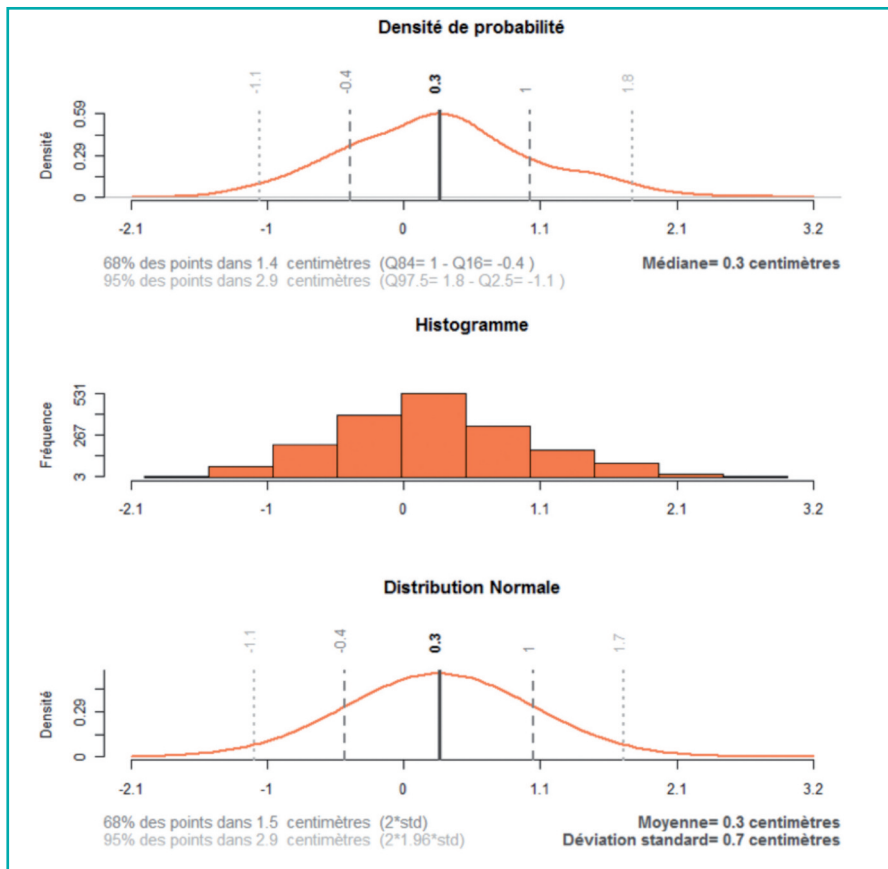 Densité de probabilité
-1.1 -0.4 0.3 1 1.8
Densité
0.59
0.29
0
-2.1 -1 0 1.1 2.1 3.2
68% des points dans 1.4 centimètres (Q84= 1 - Q16= -0.4 ) Médiane= 0.3 centimètres
95% des points dans 2.9 centimètres (Q97.5= 1.8 - Q2.5= -1.1 )
Histogramme
Fréquence
531
267
3
-2.1 -1 0 1.1 2.1 3.2
Distribution Normale
-1.1 -0.4 0.3 1 1.7
Densité
0.29
0
-2.1 -1 0 1.1 2.1 3.2
68% des points dans 1.5 centimètres (2*std) Moyenne= 0.3 centimètres
95% des points dans 2.9 centimètres (2*1.96*std) Déviation standard= 0.7 centimètres